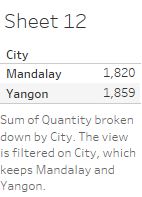 Sheet 12
City
Mandalay 1,820
Yangon 1,859
Sum of Quantity broken
down by City. The view
is filtered on City, which
keeps Mandalay and
Yangon.